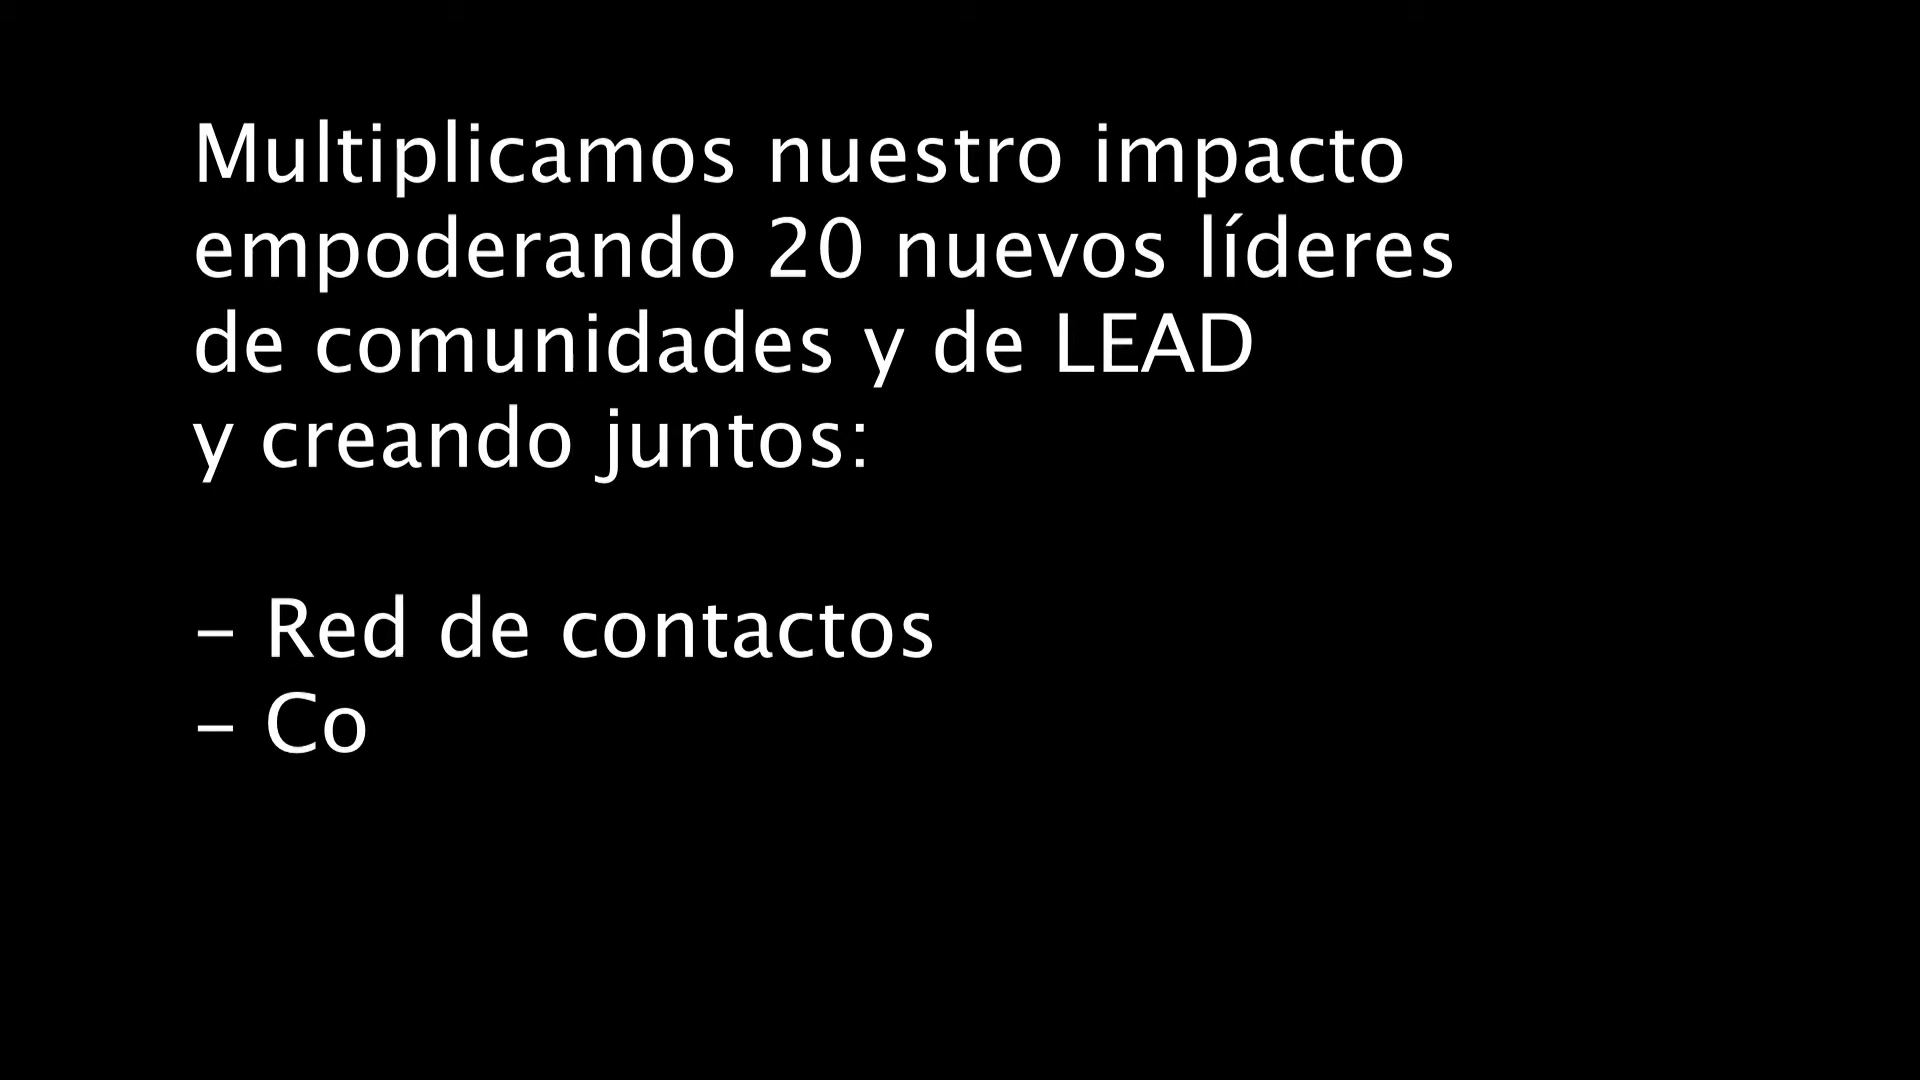 Multiplicamos nuestro impacto
empoderando 20 nuevos líderes
de comunidades y de LEAD
y creando juntos:
- Red de contactos
- Co